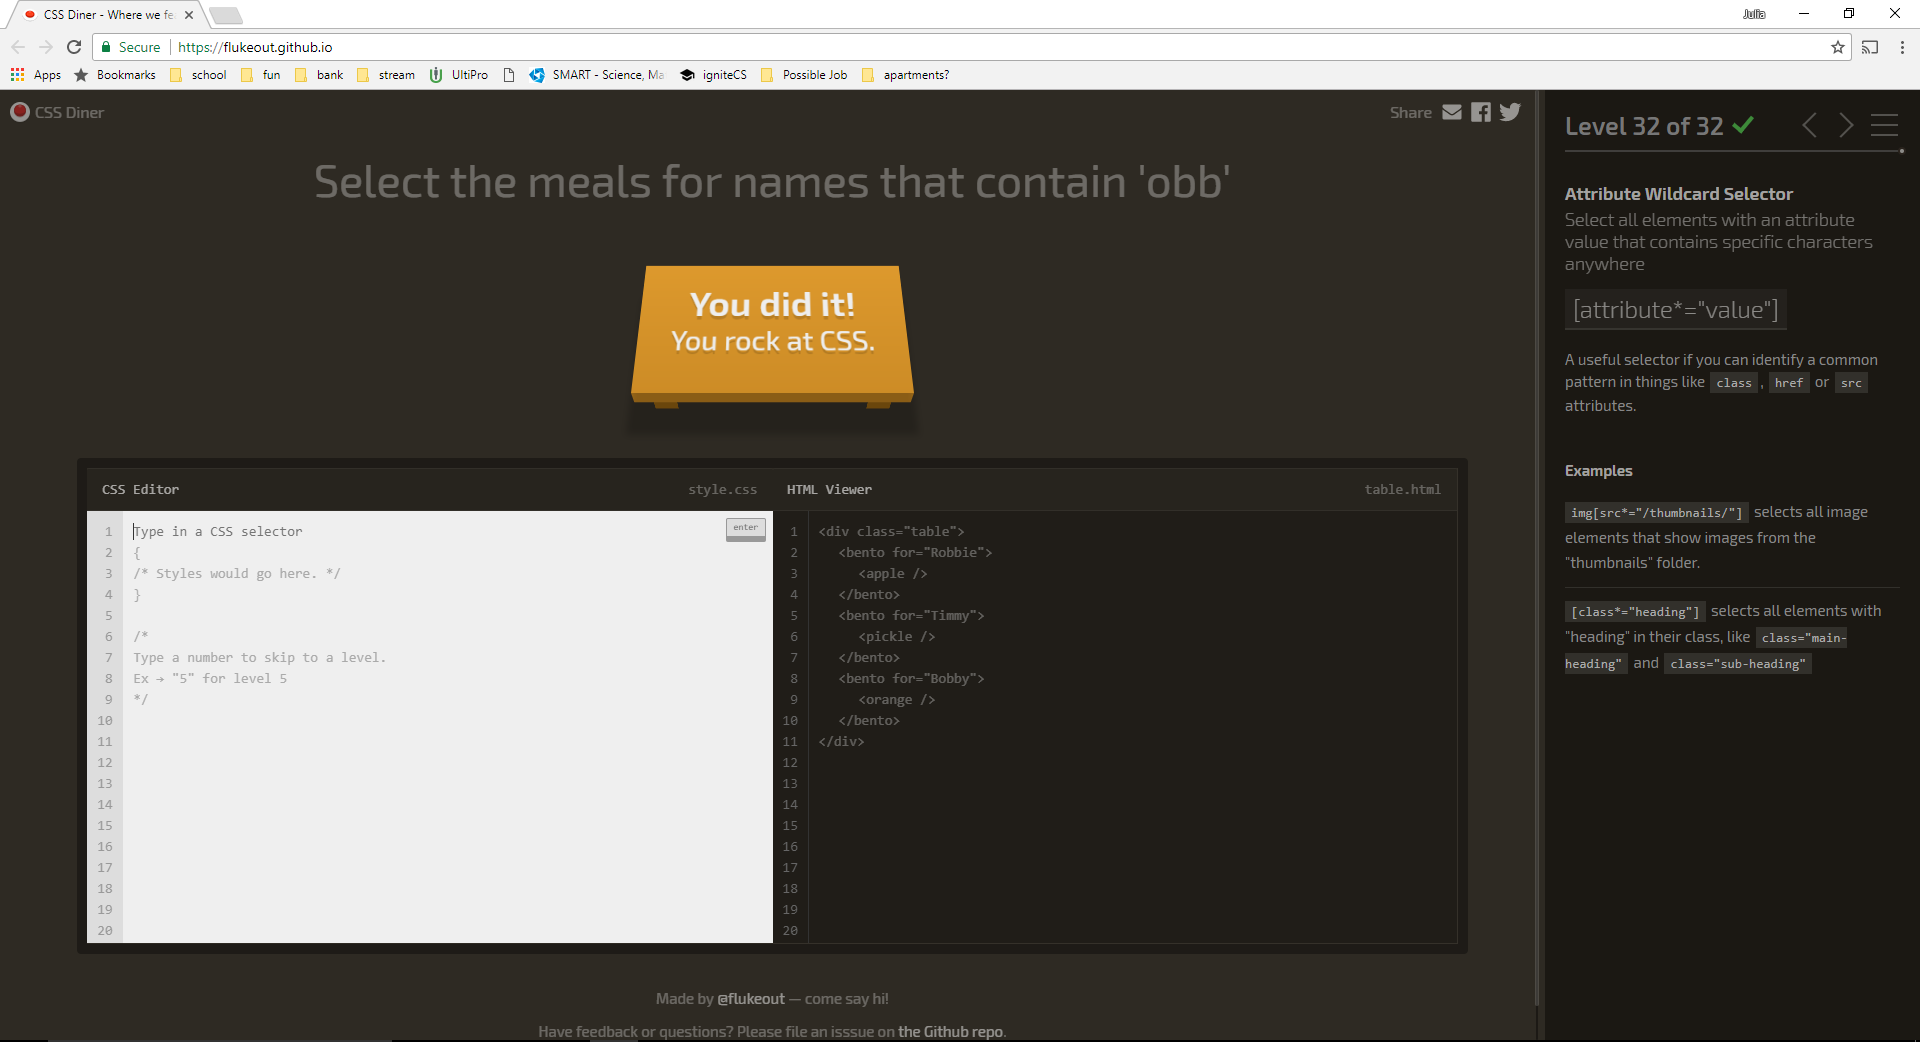 CSS Diner - Where we fe
Julia
Secure
https://flukeout.github.io
Apps
Bookmarks
school
fun
bank
stream
UltiPro
SMART - Science, Ma
igniteCS
Possible Job
apartments?
CSS Diner
Share
Select the meals for names that contain 'obb'
You did it!
You rock at CSS.
CSS Editor
style.css
enter
1 Type in a CSS selector
2 {
3 /* Styles would go here. */
4 }
5
6 /*
7 Type a number to skip to a level.
8 Ex → "5" for level 5
9 */
10
11
12
13
14
15
16
17
18
19
20
HTML Viewer
table.html
1 <div class="table">
2 <bento for="Robbie">
3 <apple />
4 </bento>
5 <bento for="Timmy">
6 <pickle />
7 </bento>
8 <bento for="Bobby">
9 <orange />
10 </bento>
11 </div>
12
13
14
15
16
17
18
19
20
Made by @flukeout — come say hi!
Have feedback or questions? Please file an isssue on the Github repo.
Level 32 of 32
Attribute Wildcard Selector
Select all elements with an attribute
value that contains specific characters
anywhere
[attribute*="value"]
A useful selector if you can identify a common
pattern in things like class , href or src
attributes.
Examples
img[src*="/thumbnails/"] selects all image
elements that show images from the
"thumbnails" folder.
[class*="heading"] selects all elements with
"heading" in their class, like class="main-
heading" and class="sub-heading"